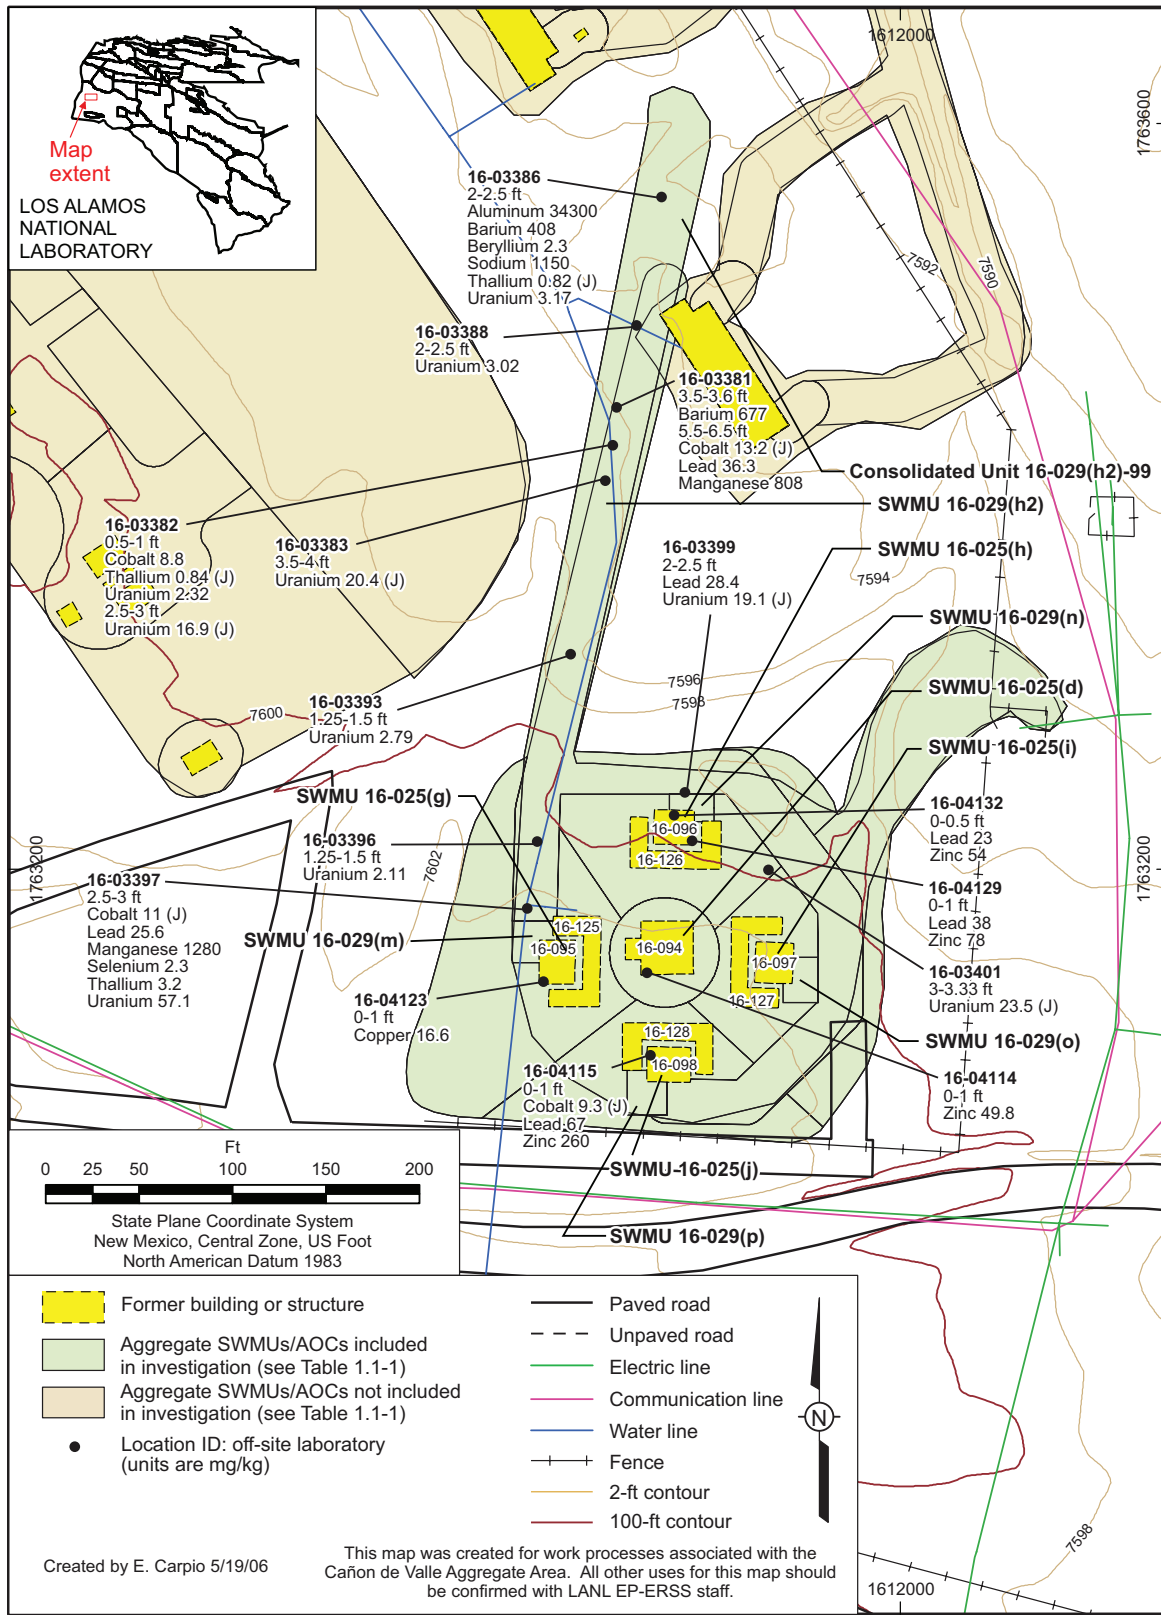 1612000
1763600
Map
extent
LOS ALAMOS
NATIONAL
LABORATORY
16-03386
2-2.5 ft
Aluminum 34300
Barium 408
Beryllium 2.3
Sodium 1150
Thallium 0.82 (J)
Uranium 3.17
7592
7590
16-03388
2-2.5 ft
Uranium 3.02
16-03381
3.5-3.6 ft
Barium 677
5.5-6.5 ft
Cobalt 13.2 (J)
Lead 36.3
Manganese 808
Consolidated Unit 16-029(h2)-99
SWMU 16-029(h2)
16-03382
0.5-1 ft
Cobalt 8.8
Thallium 0.84 (J)
Uranium 2.32
2.5-3 ft
Uranium 16.9 (J)
16-03383
3.5-4 ft
Uranium 20.4 (J)
16-03399
2-2.5 ft
Lead 28.4
Uranium 19.1 (J)
SWMU 16-025(h)
7594
SWMU 16-029(n)
7596
7598
SWMU 16-025(d)
7600
16-03393
1.25-1.5 ft
Uranium 2.79
SWMU 16-025(i)
SWMU 16-025(g)
16-04132
0-0.5 ft
Lead 23
Zinc 54
16-096
16-126
16-03396
1.25-1.5 ft
Uranium 2.11
7602
1763200
1763200
16-03397
2.5-3 ft
Cobalt 11 (J)
Lead 25.6
Manganese 1280
Selenium 2.3
Thallium 3.2
Uranium 57.1
16-04129
0-1 ft
Lead 38
Zinc 78
SWMU 16-029(m)
16-125
16-095
16-094
16-097
16-127
16-03401
3-3.33 ft
Uranium 23.5 (J)
16-04123
0-1 ft
Copper 16.6
16-128
16-098
SWMU 16-029(o)
16-04115
0-1 ft
Cobalt 9.3 (J)
Lead 67
Zinc 260
16-04114
0-1 ft
Zinc 49.8
SWMU-16-025(j)
SWMU 16-029(p)
Ft
0 25 50 100 150 200
State Plane Coordinate System
New Mexico, Central Zone, US Foot
North American Datum 1983
Former building or structure
Aggregate SWMUs/AOCs included
in investigation (see Table 1.1-1)
Aggregate SWMUs/AOCs not included
in investigation (see Table 1.1-1)
Location ID: off-site laboratory
(units are mg/kg)
Paved road
Unpaved road
Electric line
Communication line
Water line
Fence
2-ft contour
100-ft contour
N
7598
Created by E. Carpio 5/19/06
This map was created for work processes associated with the
Cañon de Valle Aggregate Area. All other uses for this map should
be confirmed with LANL EP-ERSS staff.
1612000